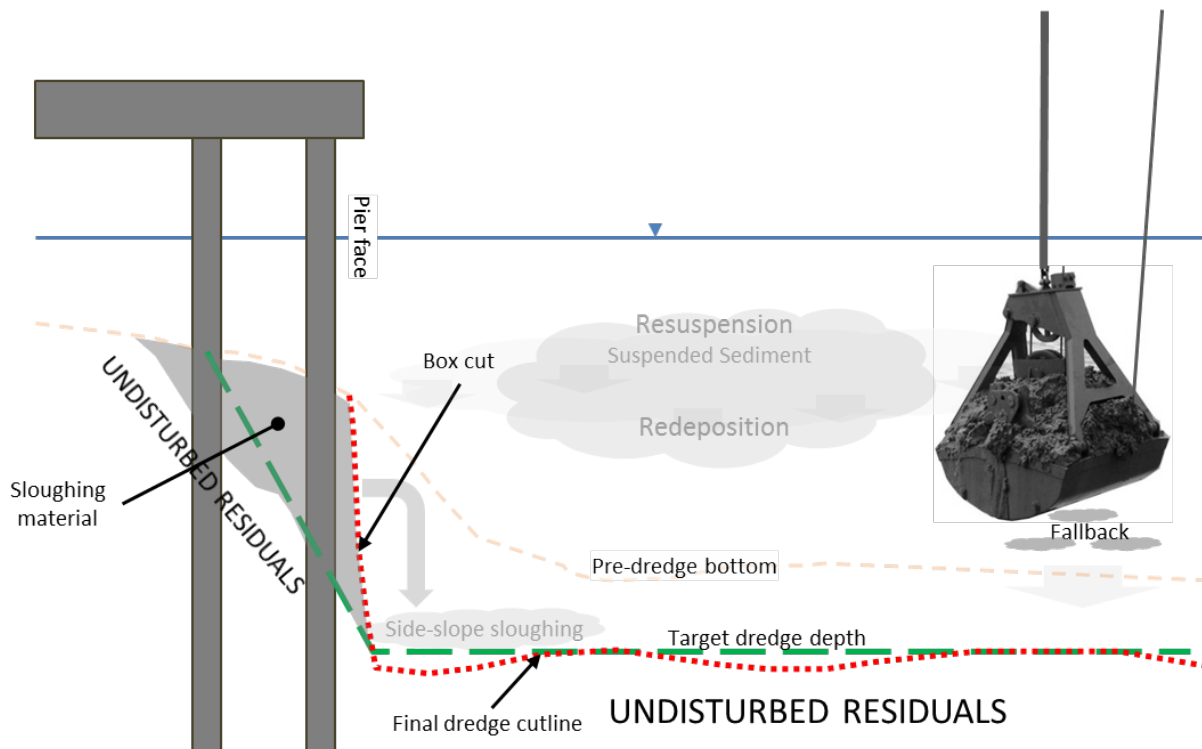 Pier face
Resuspension
Suspended Sediment
Box cut
Redeposition
UNDISTURBED RESIDUALS
Sloughing
material
Fallback
Pre-dredge bottom
Side-slope sloughing
Target dredge depth
Final dredge cutline
UNDISTURBED RESIDUALS